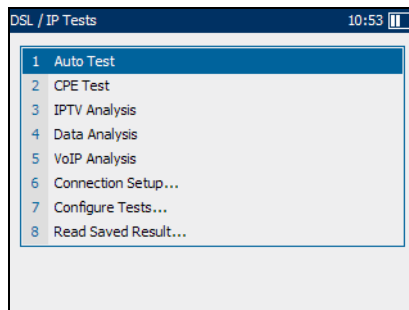 DSL / IP Tests 10:53
1 Auto Test
2 CPE Test
3 IPTV Analysis
4 Data Analysis
5 VoIP Analysis
6 Connection Setup...
7 Configure Tests...
8 Read Saved Result...